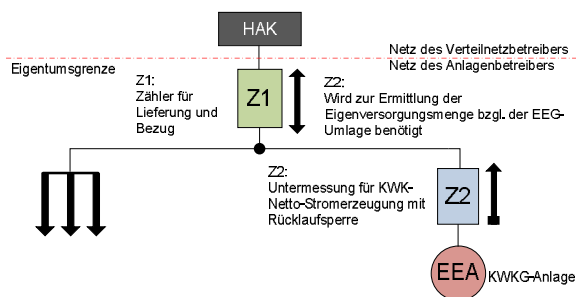 HAK
Netz des Verteilnetzbetreibers
Eigentumsgrenze
Netz des Anlagenbetreibers
Z1:
Zähler für
Lieferung und
Bezug
Z1
Z2:
Wird zur Ermittlung der
Eigenversorgungsmenge bzgl. der EEG-
Umlage benötigt
Z2:
Untermessung für KWK-
Netto-Stromerzeugung mit
Rücklaufsperre
Z2
EEA
KWKG-Anlage